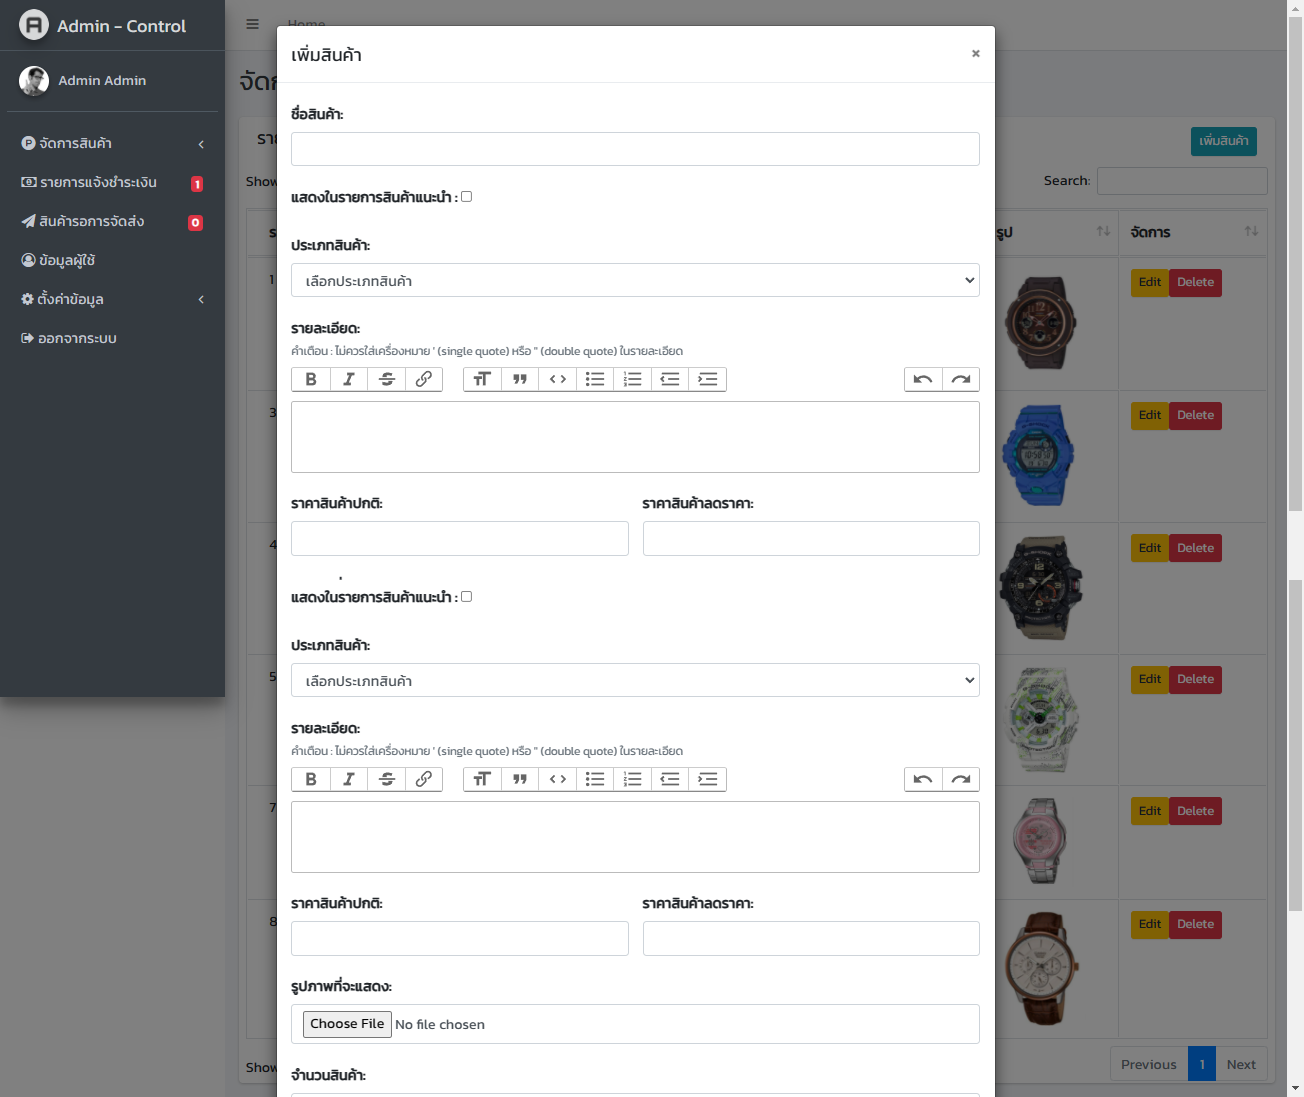 Admin - Control
Home
Admin Admin
จัดการสินค้า
รายการแจ้งชำระเงิน 1
สินค้ารอการจัดส่ง 0
ข้อมูลผู้ใช้
ตั้งค่าข้อมูล
ออกจากระบบ
เพิ่มสินค้า
×
ชื่อสินค้า:
แสดงในรายการสินค้าแนะนำ :
ประเภทสินค้า:
เลือกประเภทสินค้า
รายละเอียด:
คำเตือน : ไม่ควรใส่เครื่องหมาย ' (single quote) หรือ " (double quote) ในรายละเอียด
ราคาสินค้าปกติ: ราคาสินค้าลดราคา:
แสดงในรายการสินค้าแนะนำ :
ประเภทสินค้า:
เลือกประเภทสินค้า
รายละเอียด:
คำเตือน : ไม่ควรใส่เครื่องหมาย ' (single quote) หรือ " (double quote) ในรายละเอียด
ราคาสินค้าปกติ: ราคาสินค้าลดราคา:
รูปภาพที่จะแสดง:
Choose File No file chosen
จำนวนสินค้า:
เพิ่มสินค้า
Show
Search:
รูป จัดการ
1 Edit Delete
3 Edit Delete
4 Edit Delete
5 Edit Delete
7 Edit Delete
8 Edit Delete
Show
Previous 1 Next